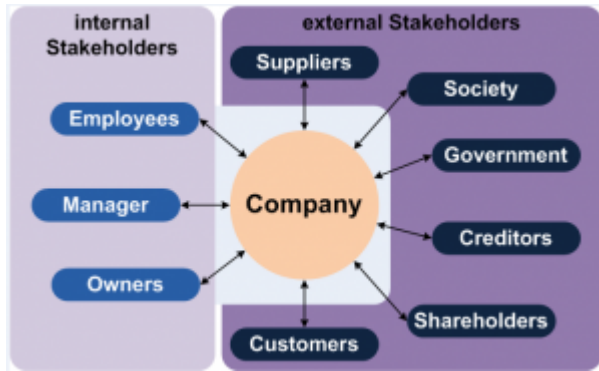 internal
Stakeholders
external Stakeholders
Suppliers
Society
Employees
Government
Manager
Company
Creditors
Owners
Shareholders
Customers